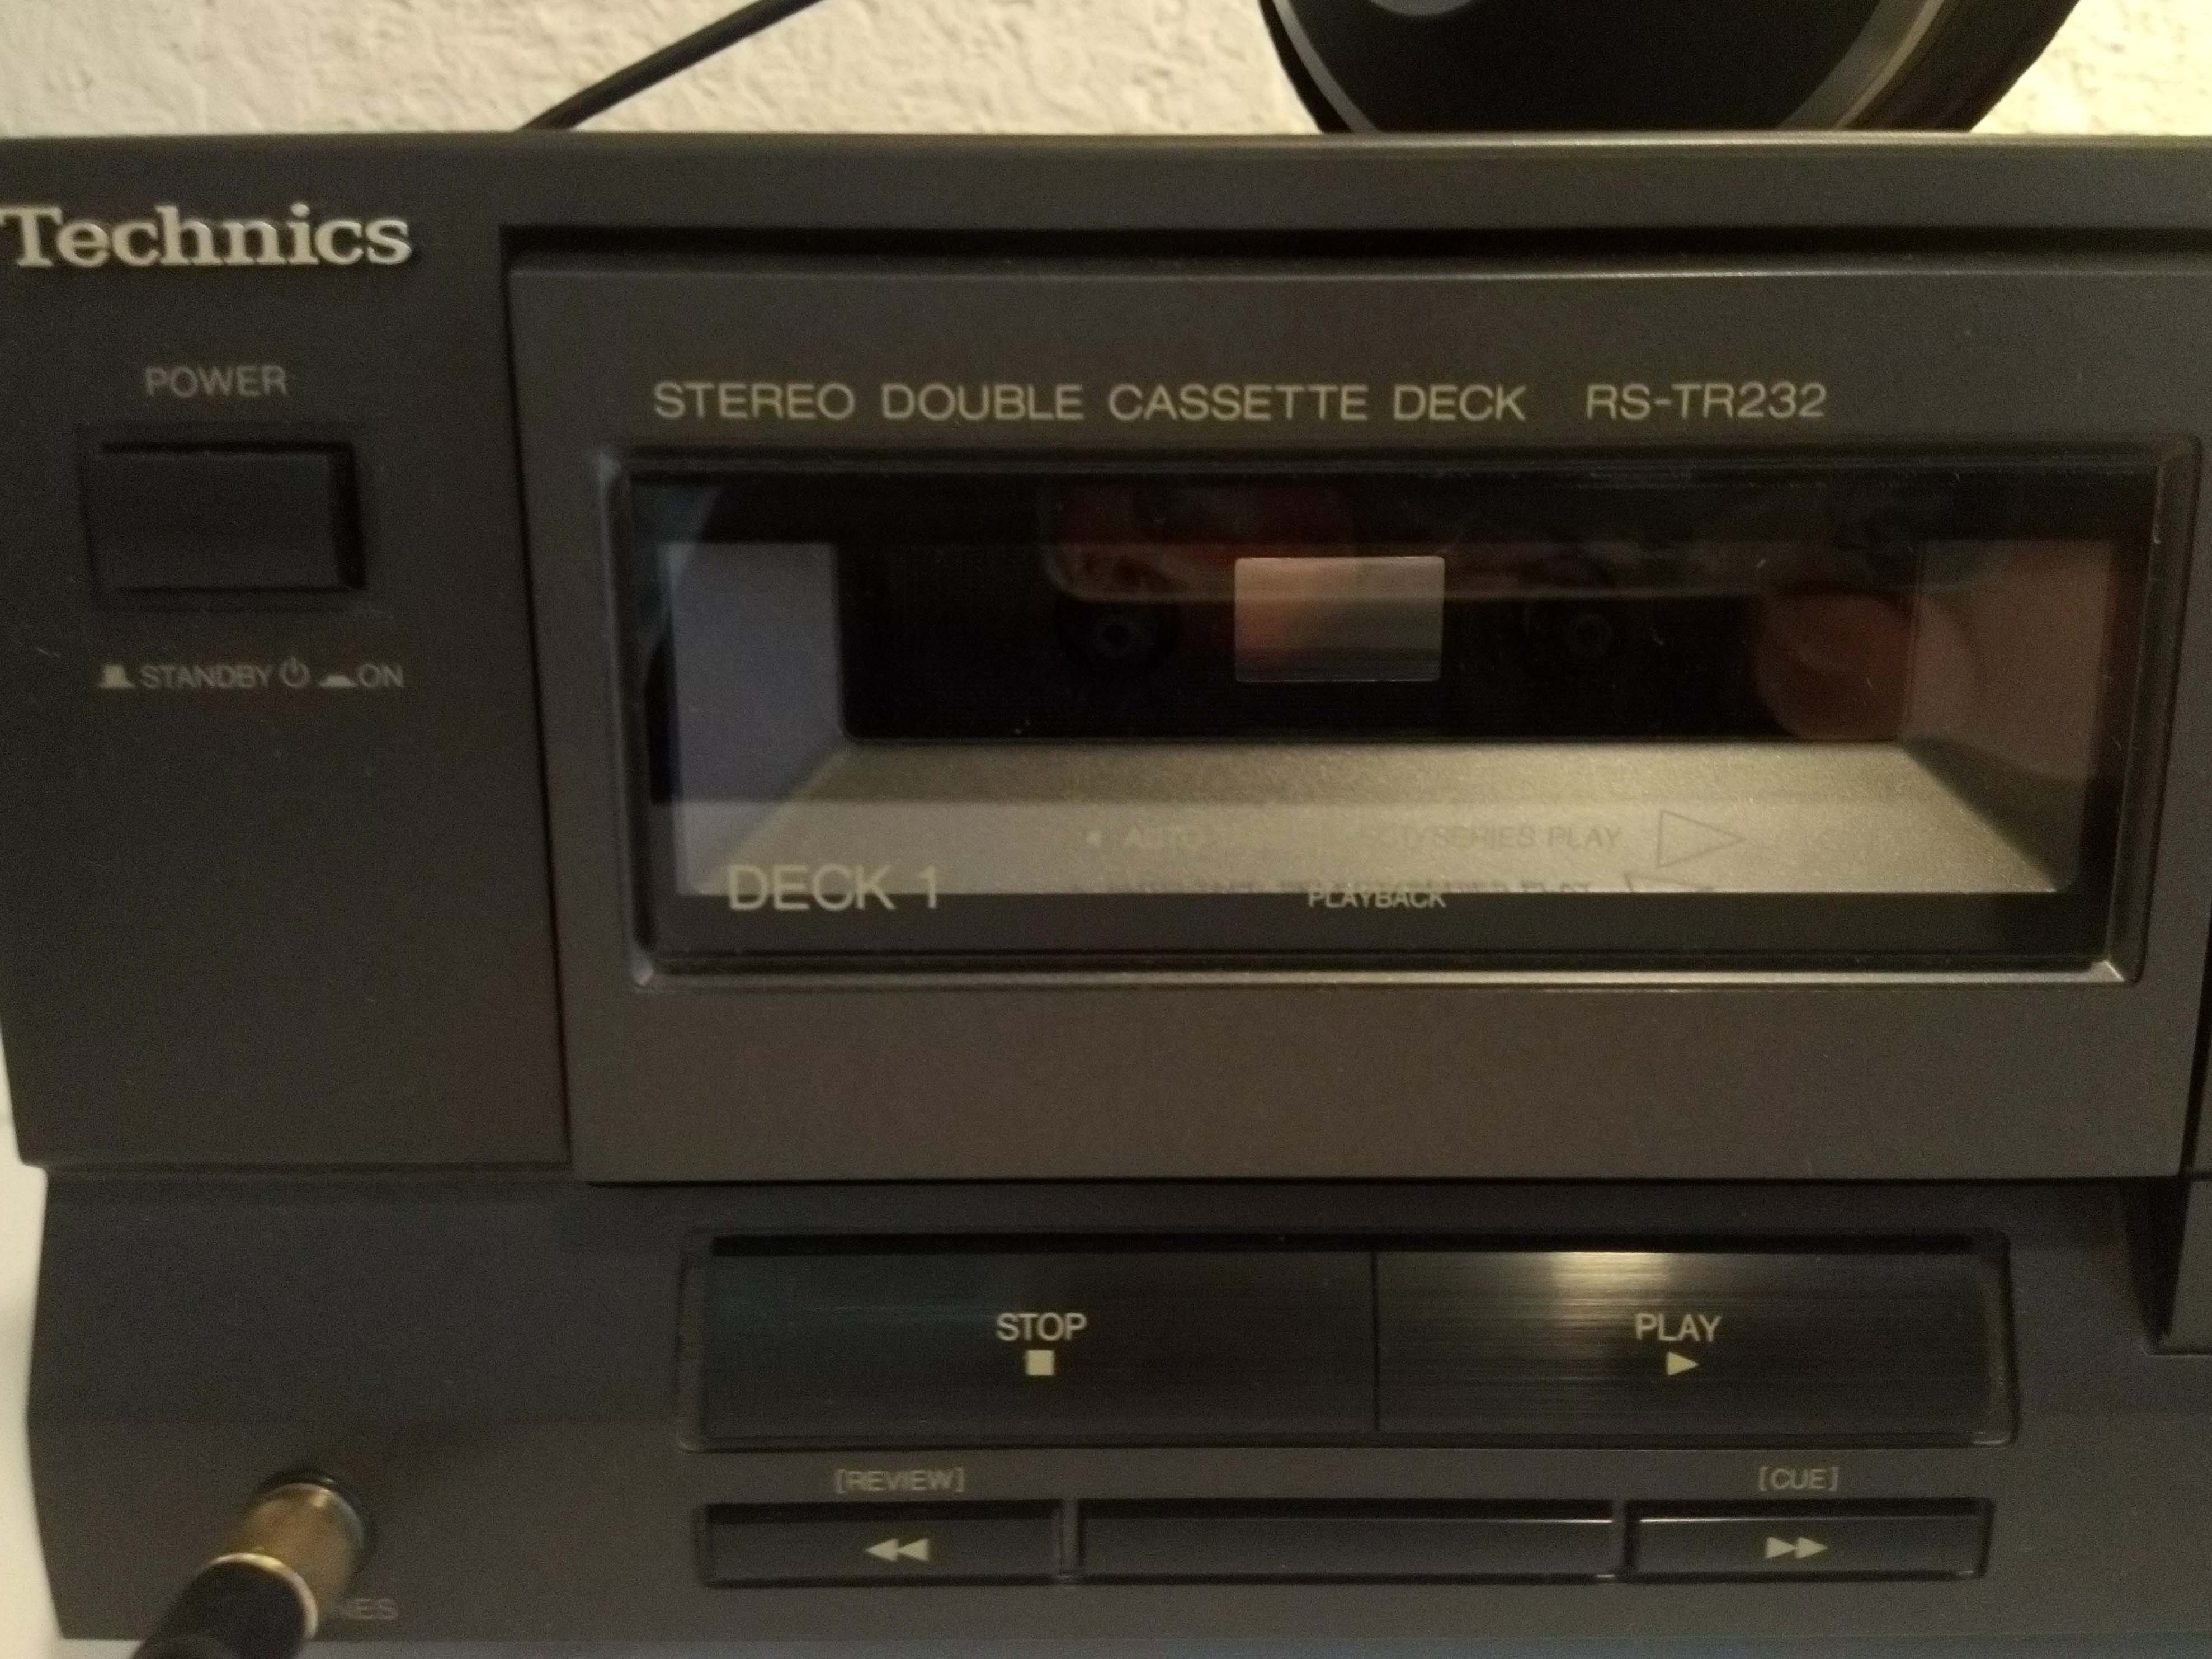 Technics
POWER
STANDBY ON
STEREO DOUBLE CASSETTE DECK RS-TR232
AUTO
SERIES PLAY
DECK 1
PLAYBACK
STOP
PLAY
[REVIEW]
[CUE]